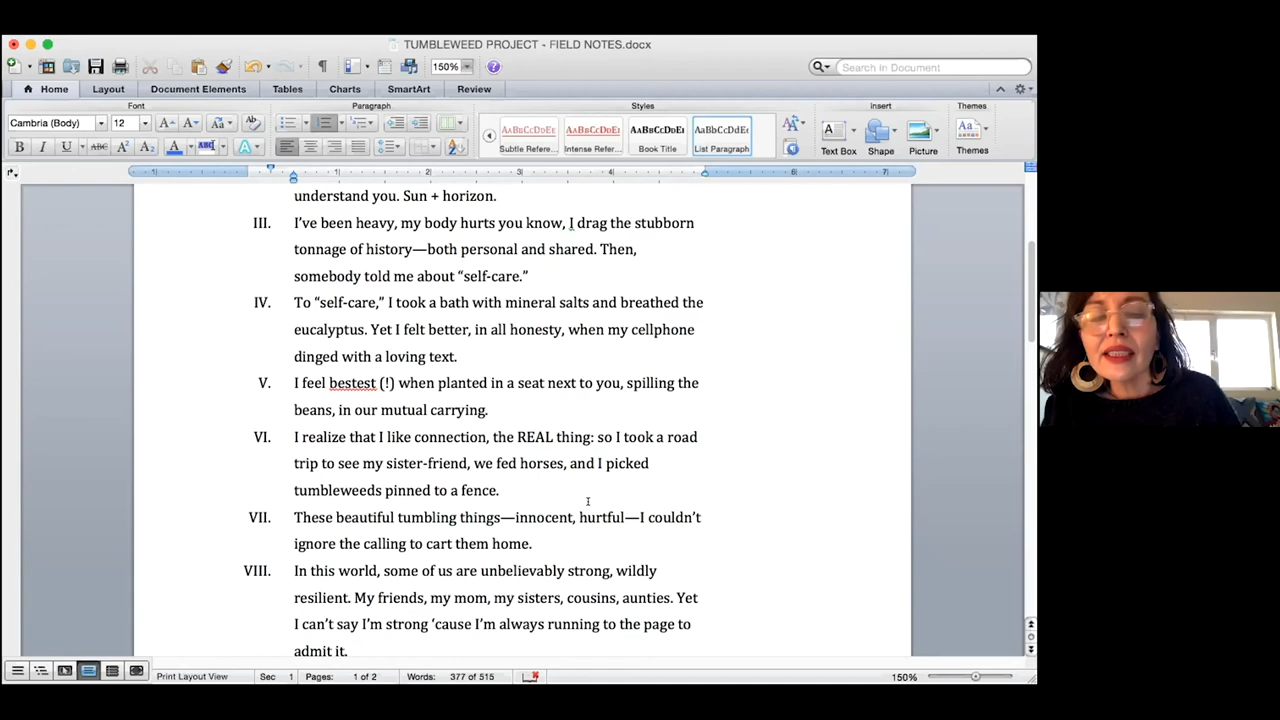 TUMBLEWEED PROJECT - FIELD NOTES.docx
150%
Search in Document
Home Layout Document Elements Tables Charts SmartArt Review
Font Paragraph Styles Insert Themes
Cambria (Body) 12
AaBbCcDdEe AaBbCcDdEe AaBbCcDdEe AaBbCcDdEe
Subtle Refere... Intense Refer... Book Title List Paragraph
Text Box Shape Picture Themes
understand you. Sun + horizon.
III. I’ve been heavy, my body hurts you know, I drag the stubborn
tonnage of history—both personal and shared. Then,
somebody told me about “self-care.”
IV. To “self-care,” I took a bath with mineral salts and breathed the
eucalyptus. Yet I felt better, in all honesty, when my cellphone
dinged with a loving text.
V. I feel bestest (!) when planted in a seat next to you, spilling the
beans, in our mutual carrying.
VI. I realize that I like connection, the REAL thing: so I took a road
trip to see my sister-friend, we fed horses, and I picked
tumbleweeds pinned to a fence.
VII. These beautiful tumbling things—innocent, hurtful—I couldn’t
ignore the calling to cart them home.
VIII. In this world, some of us are unbelievably strong, wildly
resilient. My friends, my mom, my sisters, cousins, aunties. Yet
I can’t say I’m strong ‘cause I’m always running to the page to
admit it.
Print Layout View Sec 1 Pages: 1 of 2 Words: 377 of 515 150%